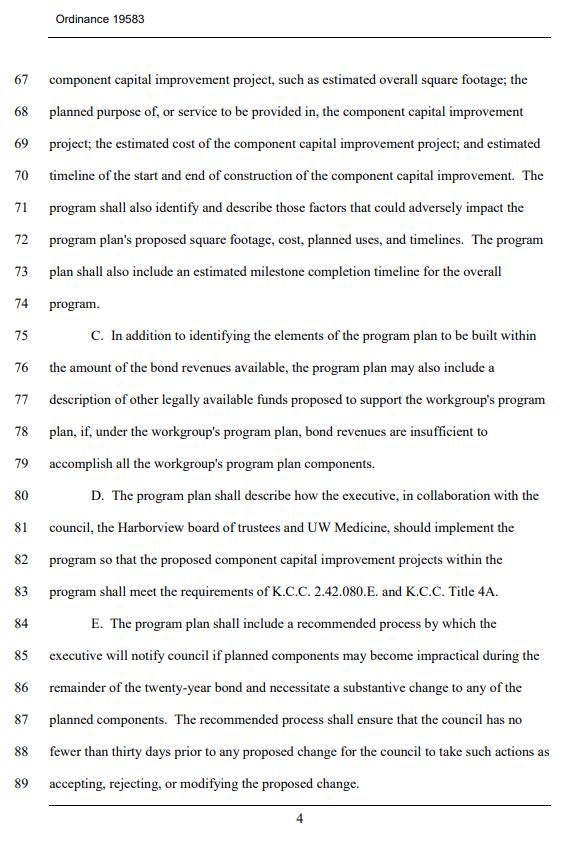 Ordinance 19583
67 component capital improvement project, such as estimated overall square footage; the
68 planned purpose of, or service to be provided in, the component capital improvement
69 project; the estimated cost of the component capital improvement project; and estimated
70 timeline of the start and end of construction of the component capital improvement.  The
71 program shall also identify and describe those factors that could adversely impact the
72 program plan's proposed square footage, cost, planned uses, and timelines.  The program
73 plan shall also include an estimated milestone completion timeline for the overall
74 program.
75 C.  In addition to identifying the elements of the program plan to be built within
76 the amount of the bond revenues available, the program plan may also include a
77 description of other legally available funds proposed to support the workgroup's program
78 plan, if, under the workgroup's program plan, bond revenues are insufficient to
79 accomplish all the workgroup's program plan components.
80 D.  The program plan shall describe how the executive, in collaboration with the
81 council, the Harborview board of trustees and UW Medicine, should implement the
82 program so that the proposed component capital improvement projects within the
83 program shall meet the requirements of K.C.C. 2.42.080.E. and K.C.C. Title 4A.
84 E.  The program plan shall include a recommended process by which the
85 executive will notify council if planned components may become impractical during the
86 remainder of the twenty-year bond and necessitate a substantive change to any of the
87 planned components.  The recommended process shall ensure that the council has no
88 fewer than thirty days prior to any proposed change for the council to take such actions as
89 accepting, rejecting, or modifying the proposed change.
4